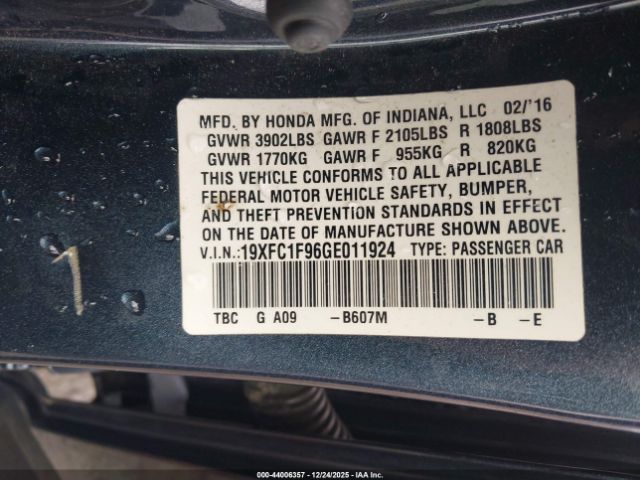 MFD. BY HONDA MFG. OF INDIANA, LLC 02/'16
GVWR 3902LBS GAWR F 2105LBS R 1808LBS
GVWR 1770KG GAWR F 955KG R 820KG
THIS VEHICLE CONFORMS TO ALL APPLICABLE
FEDERAL MOTOR VEHICLE SAFETY, BUMPER,
AND THEFT PREVENTION STANDARDS IN EFFECT
ON THE DATE OF MANUFACTURE SHOWN ABOVE.
V.I.N.:19XFC1F96GE011924 TYPE: PASSENGER CAR
TBC G A09 -B607M -B -E
7
000-44006357 • 12/24/2025 • IAA Inc.